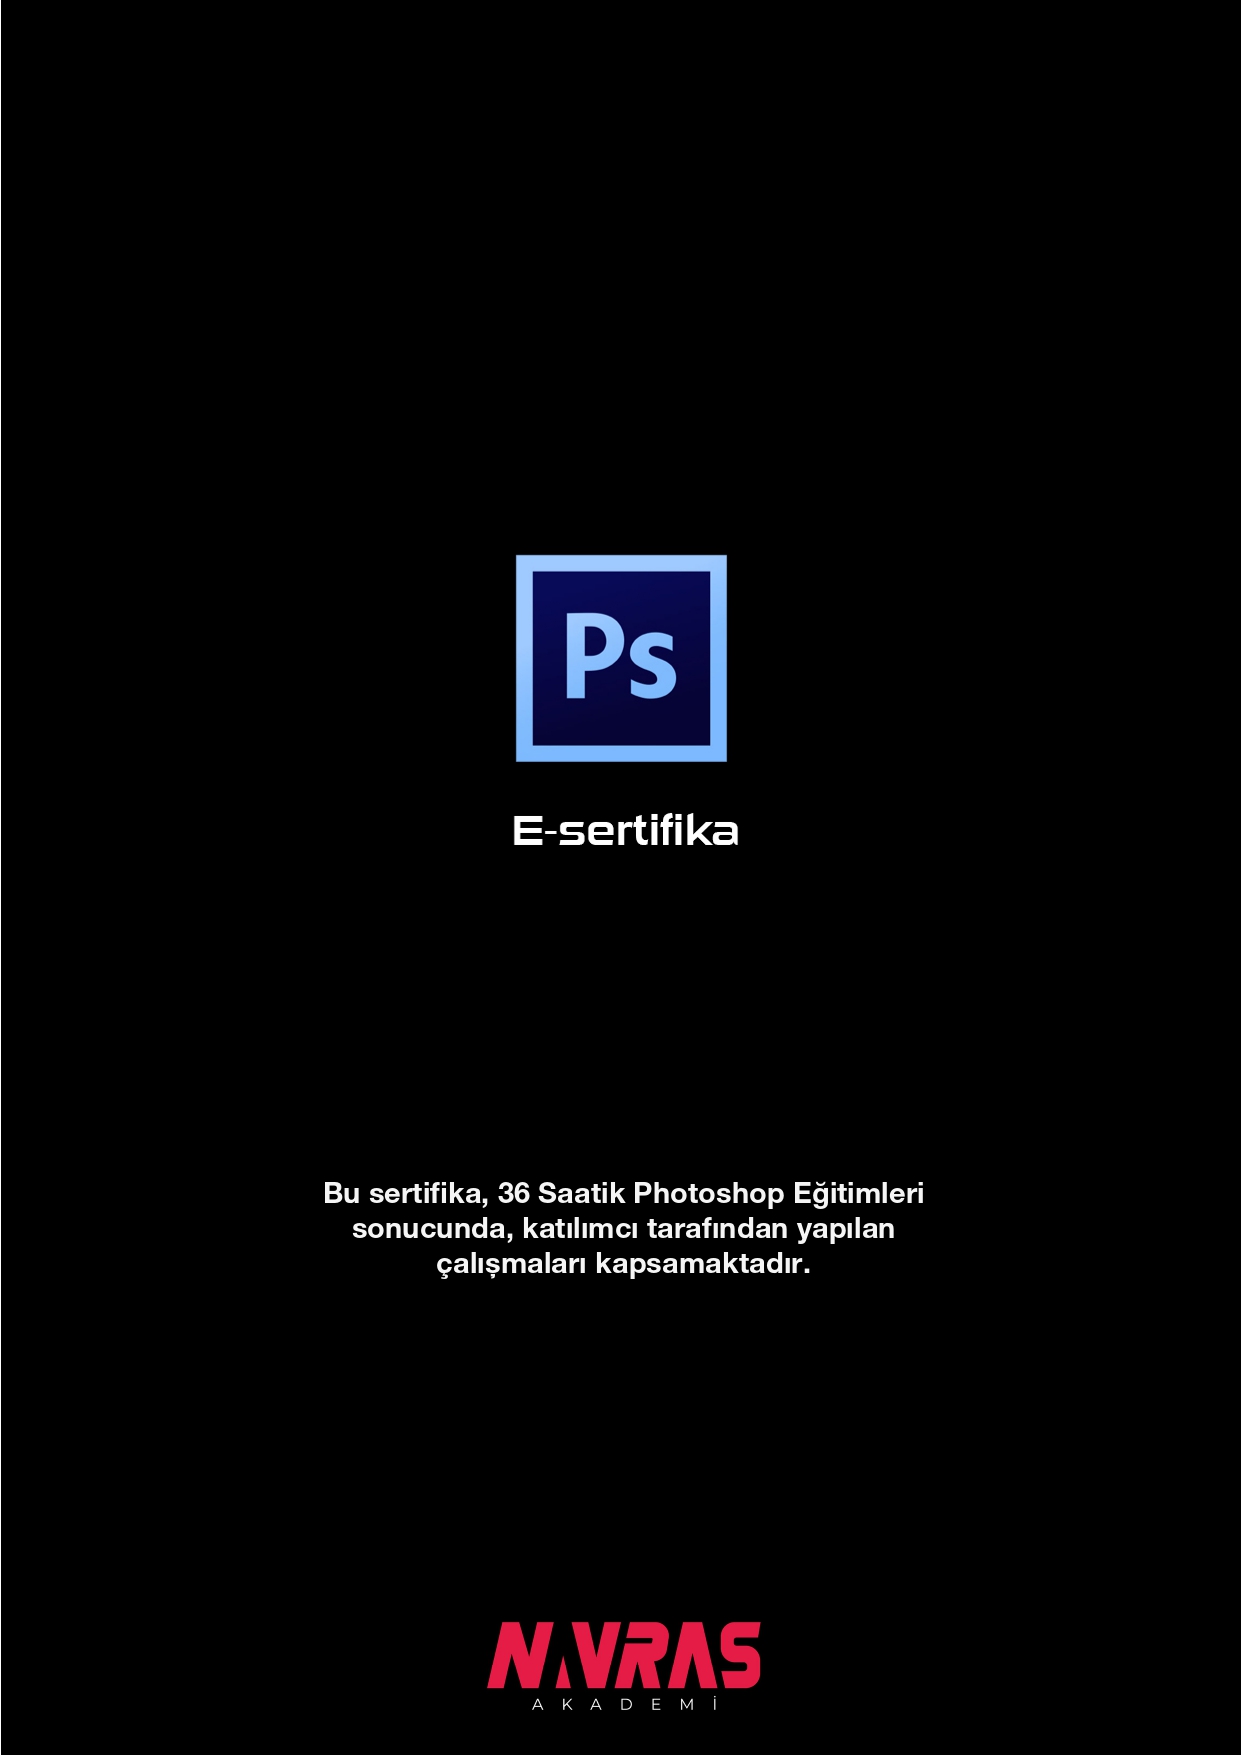 Ps
E-sertifika
Bu sertifika, 36 Saatik Photoshop Eğitimleri
sonucunda, katılımcı tarafından yapılan
çalışmaları kapsamaktadır.
NAVRAS
AKADEMİ